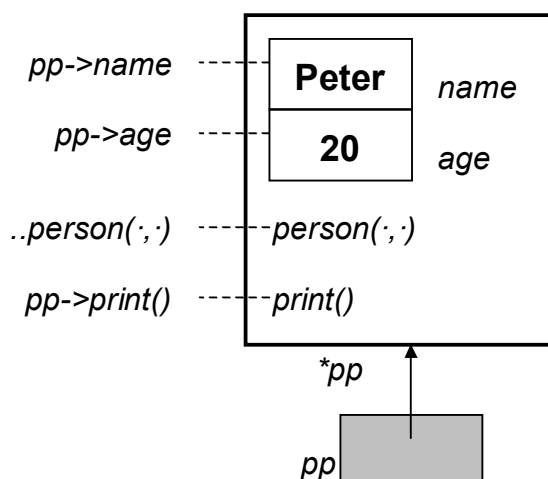 pp->name Peter name
pp->age 20 age
..person(·,·) person(·,·)
pp->print() print()
*pp
pp